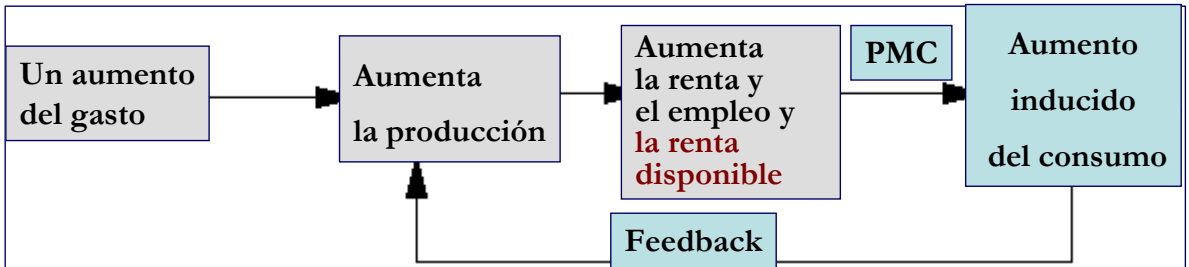 Un aumento
del gasto
Aumenta
la producción
Aumenta
la renta y
el empleo y
la renta
disponible
PMC
Aumento
inducido
del consumo
Feedback